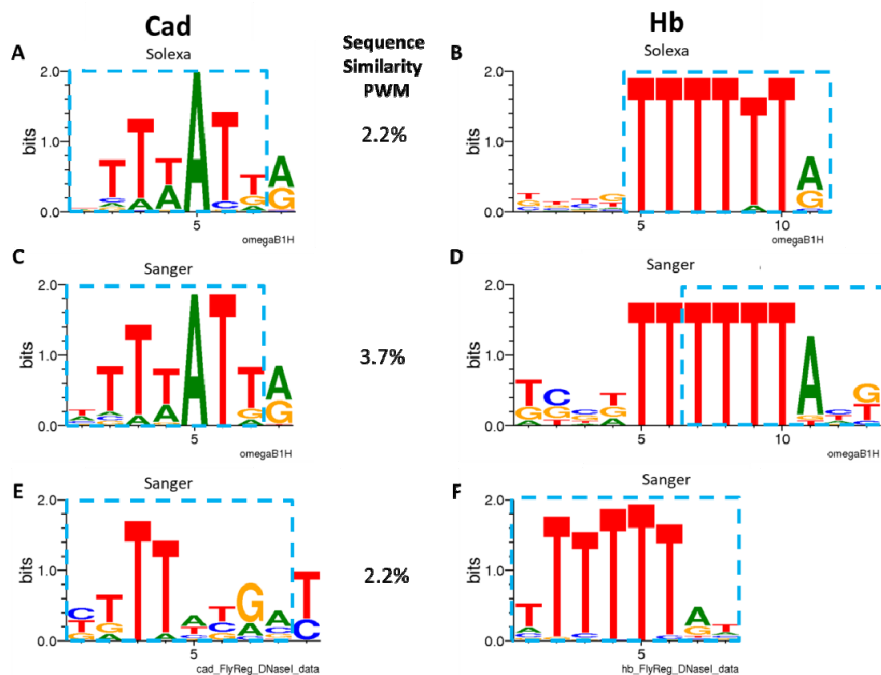 Cad
Hb
Sequence
Similarity
PWM
A
Solexa
2.0
1.0
0.0
bits
5
omegaB1H
2.2%
B
Solexa
2.0
1.0
0.0
bits
5
10
omegaB1H
C
Sanger
2.0
1.0
0.0
bits
5
omegaB1H
3.7%
D
Sanger
2.0
1.0
0.0
bits
5
10
omegaB1H
E
Sanger
2.0
1.0
0.0
bits
5
cad_FlyReg_DNaseI_data
2.2%
F
Sanger
2.0
1.0
0.0
bits
5
hb_FlyReg_DNaseI_data